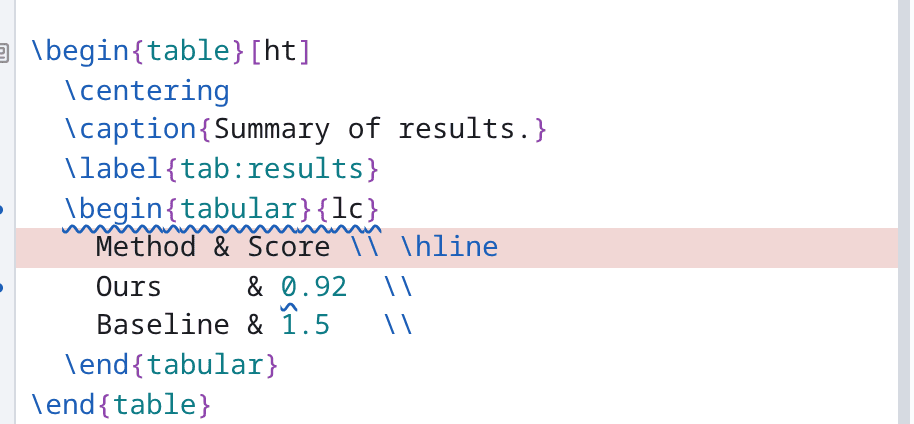 \begin{table}[ht]
  \centering
  \caption{Summary of results.}
  \label{tab:results}
  \begin{tabular}{lc}
    Method & Score \\ \hline
    Ours     & 0.92  \\
    Baseline & 1.5   \\
  \end{tabular}
\end{table}